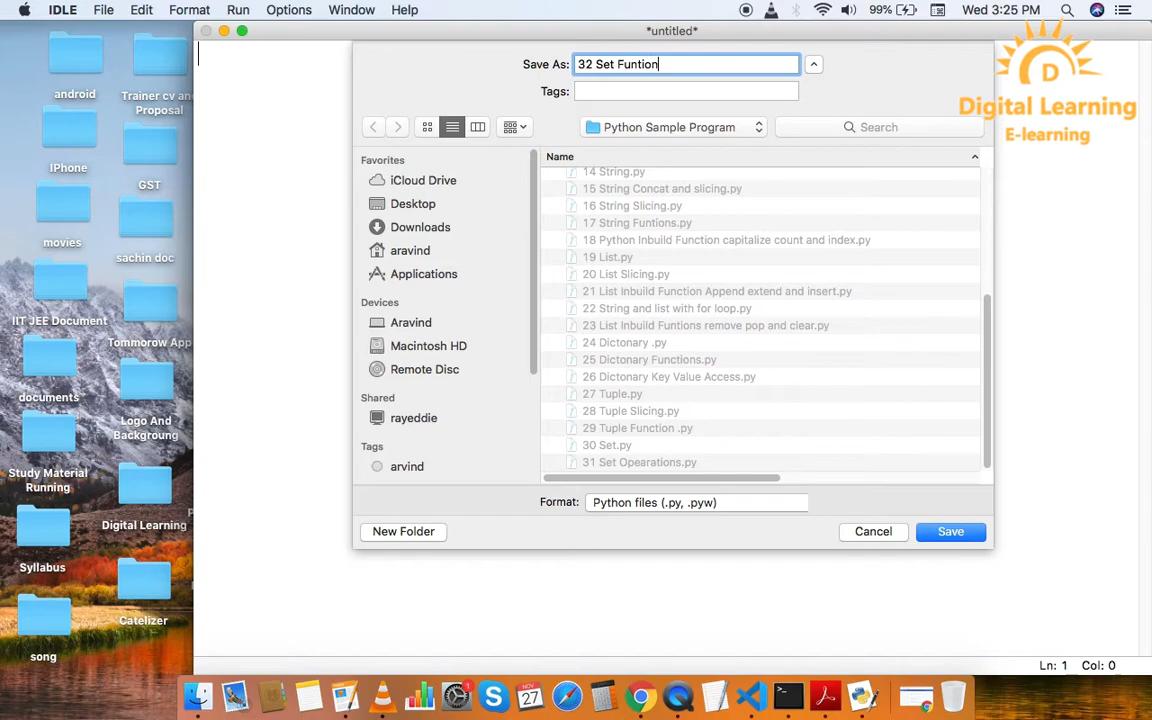 IDLE File Edit Format Run Options Window Help 99% Wed 3:25 PM
*untitled*
Save As: 32 Set Funtion
Tags:
Python Sample Program
Search
Favorites
iCloud Drive
Desktop
Downloads
aravind
Applications
Devices
Aravind
Macintosh HD
Remote Disc
Shared
rayeddie
Tags
arvind
Name
14 String.py
15 String Concat and slicing.py
16 String Slicing.py
17 String Funtions.py
18 Python Inbuild Function capitalize count and index.py
19 List.py
20 List Slicing.py
21 List Inbuild Function Append extend and insert.py
22 String and list with for loop.py
23 List Inbuild Funtions remove pop and clear.py
24 Dictonary .py
25 Dictonary Functions.py
26 Dictonary Key Value Access.py
27 Tuple.py
28 Tuple Slicing.py
29 Tuple Function .py
30 Set.py
31 Set Opearations.py
Format: Python files (.py, .pyw)
New Folder
Cancel
Save
android
Trainer cv and
Proposal
IPhone
GST
movies
sachin doc
IIT JEE Document
Tommorow App
documents
Logo And
Backgroung
Study Material
Running
Digital Learning
Syllabus
Catelizer
song
D
Digital Learning
E-learning
Ln: 1 Col: 0
1
NOV
27